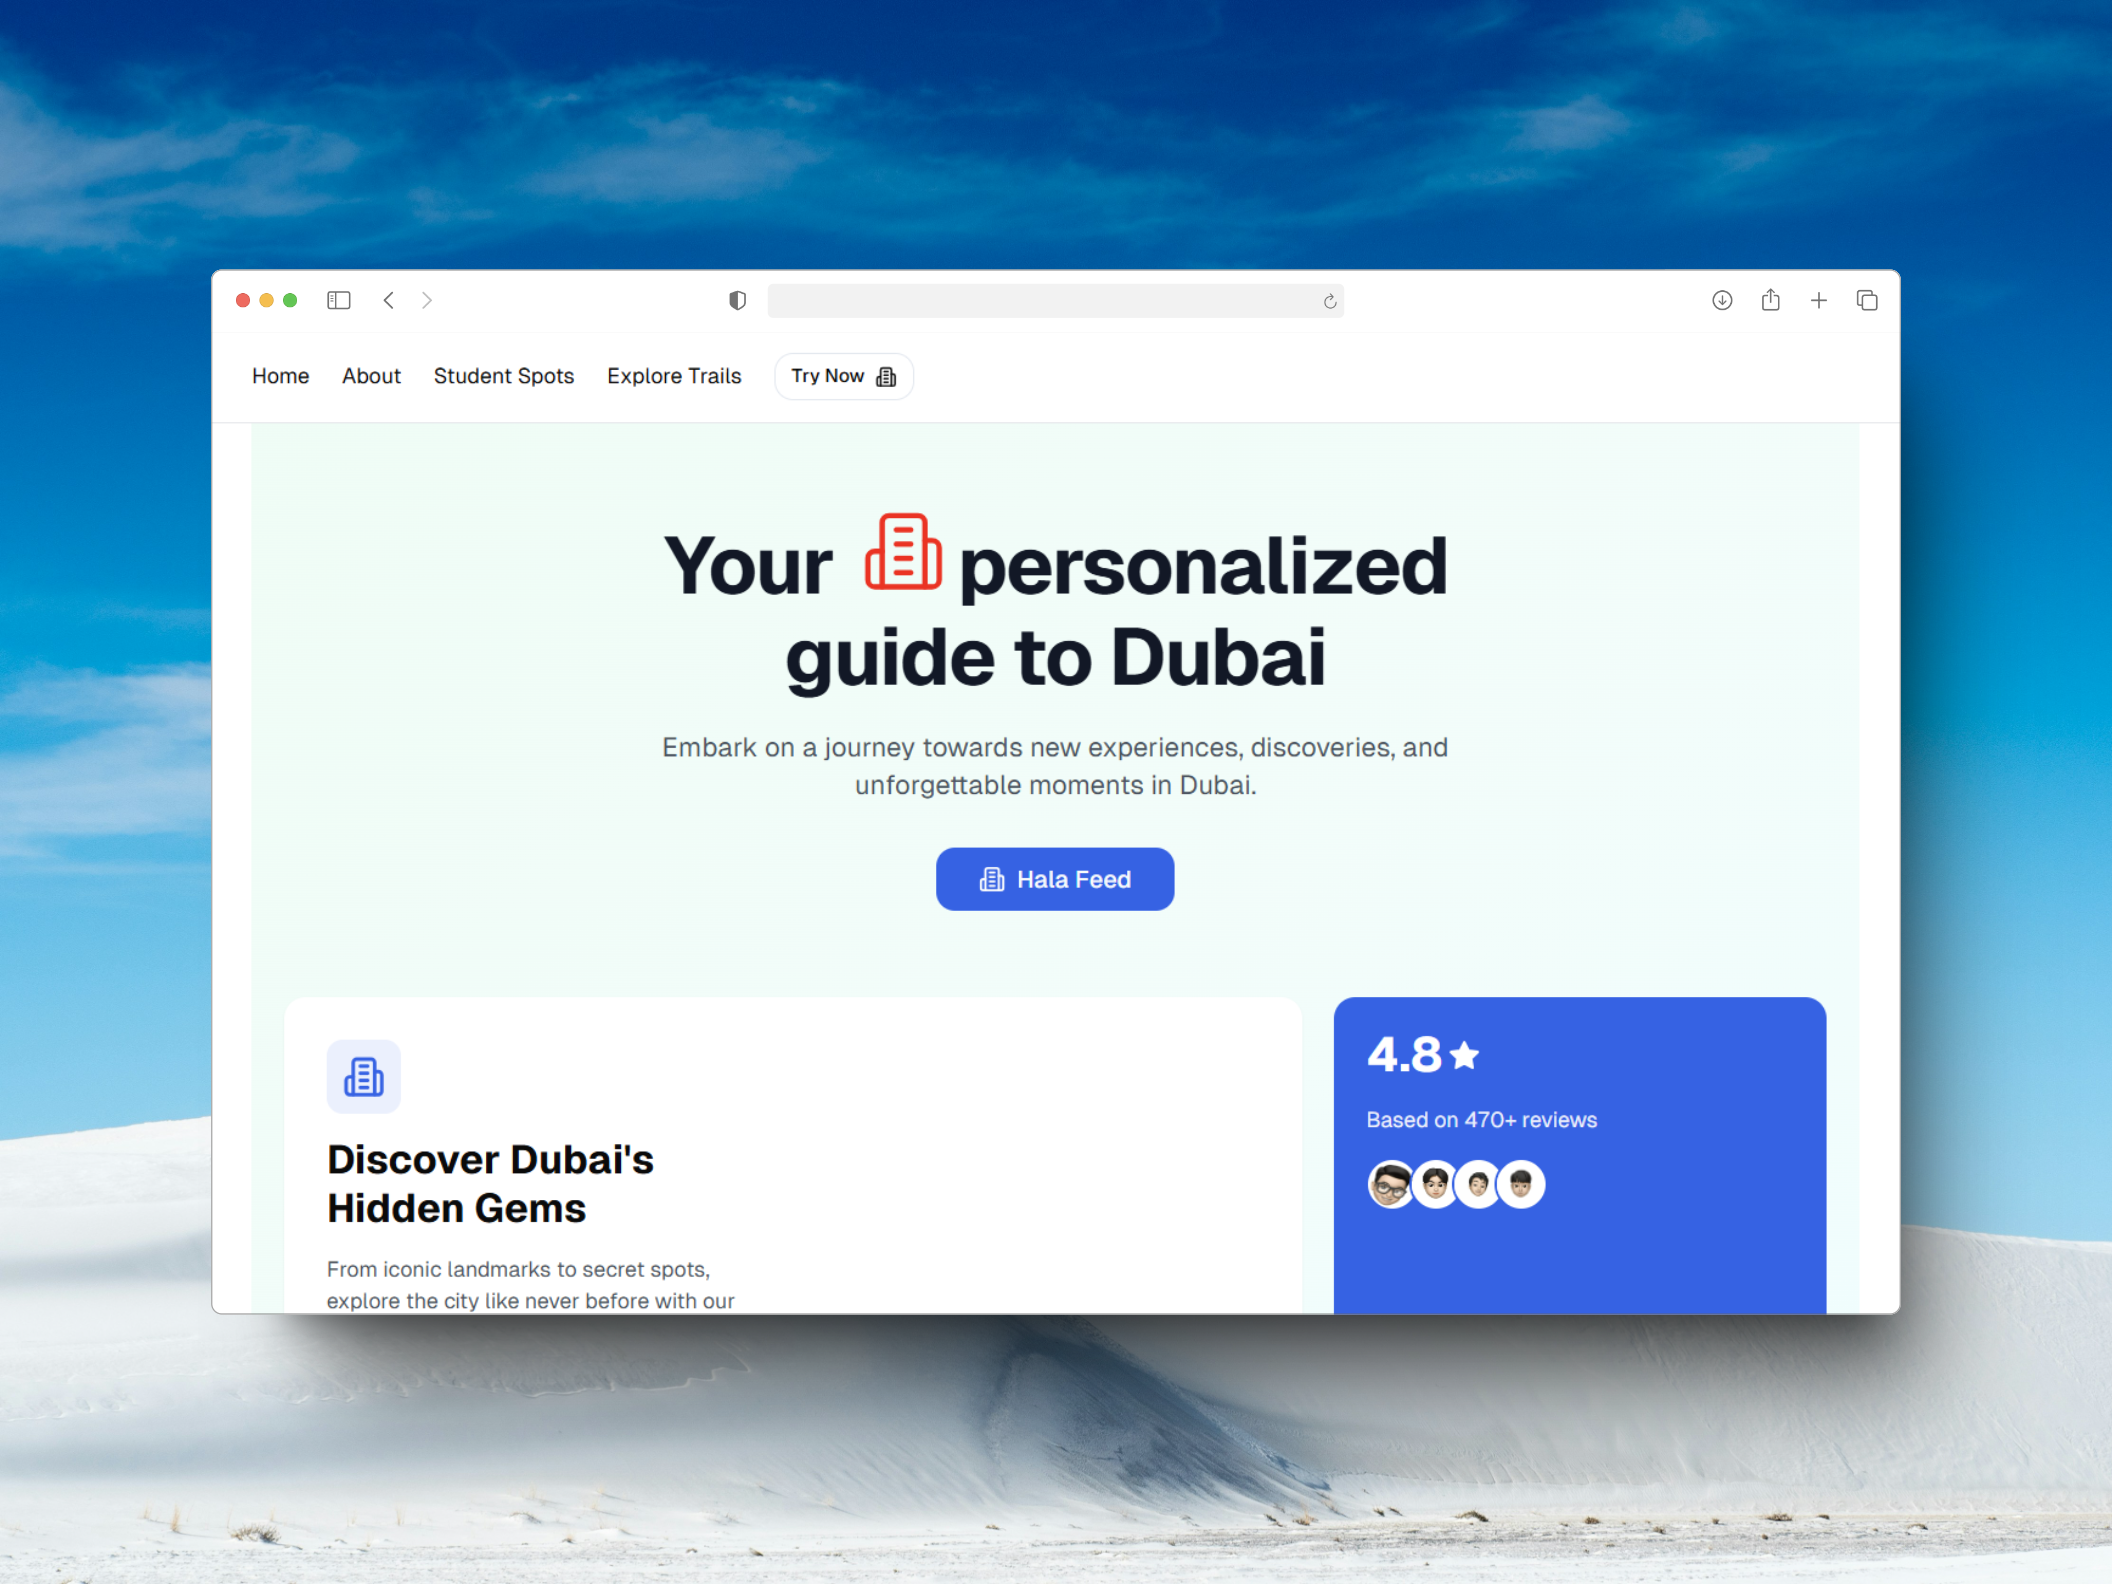 Home About Student Spots Explore Trails Try Now
Your personalized
guide to Dubai
Embark on a journey towards new experiences, discoveries, and
unforgettable moments in Dubai.
Hala Feed
Discover Dubai's
Hidden Gems
From iconic landmarks to secret spots,
explore the city like never before with our
4.8
Based on 470+ reviews